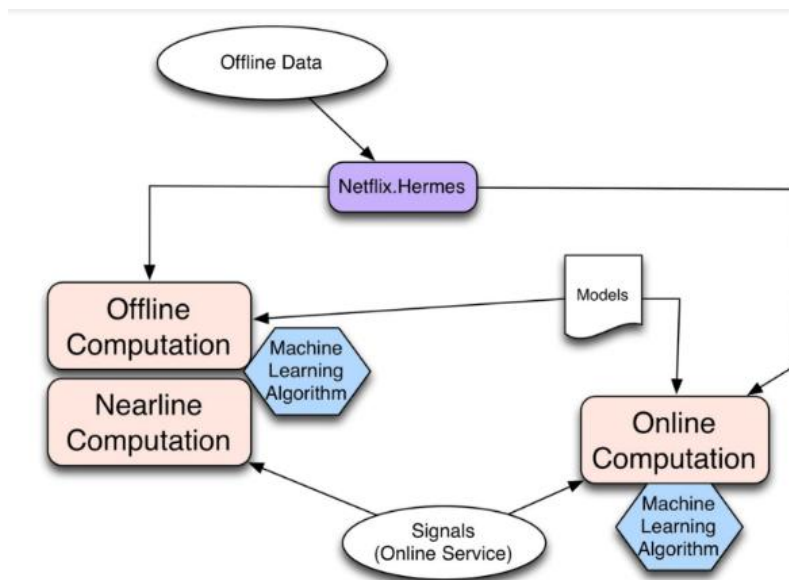 Offline Data
Netflix.Hermes
Models
Offline
Computation
Machine
Learning
Algorithm
Nearline
Computation
Online
Computation
Signals
(Online Service)
Machine
Learning
Algorithm